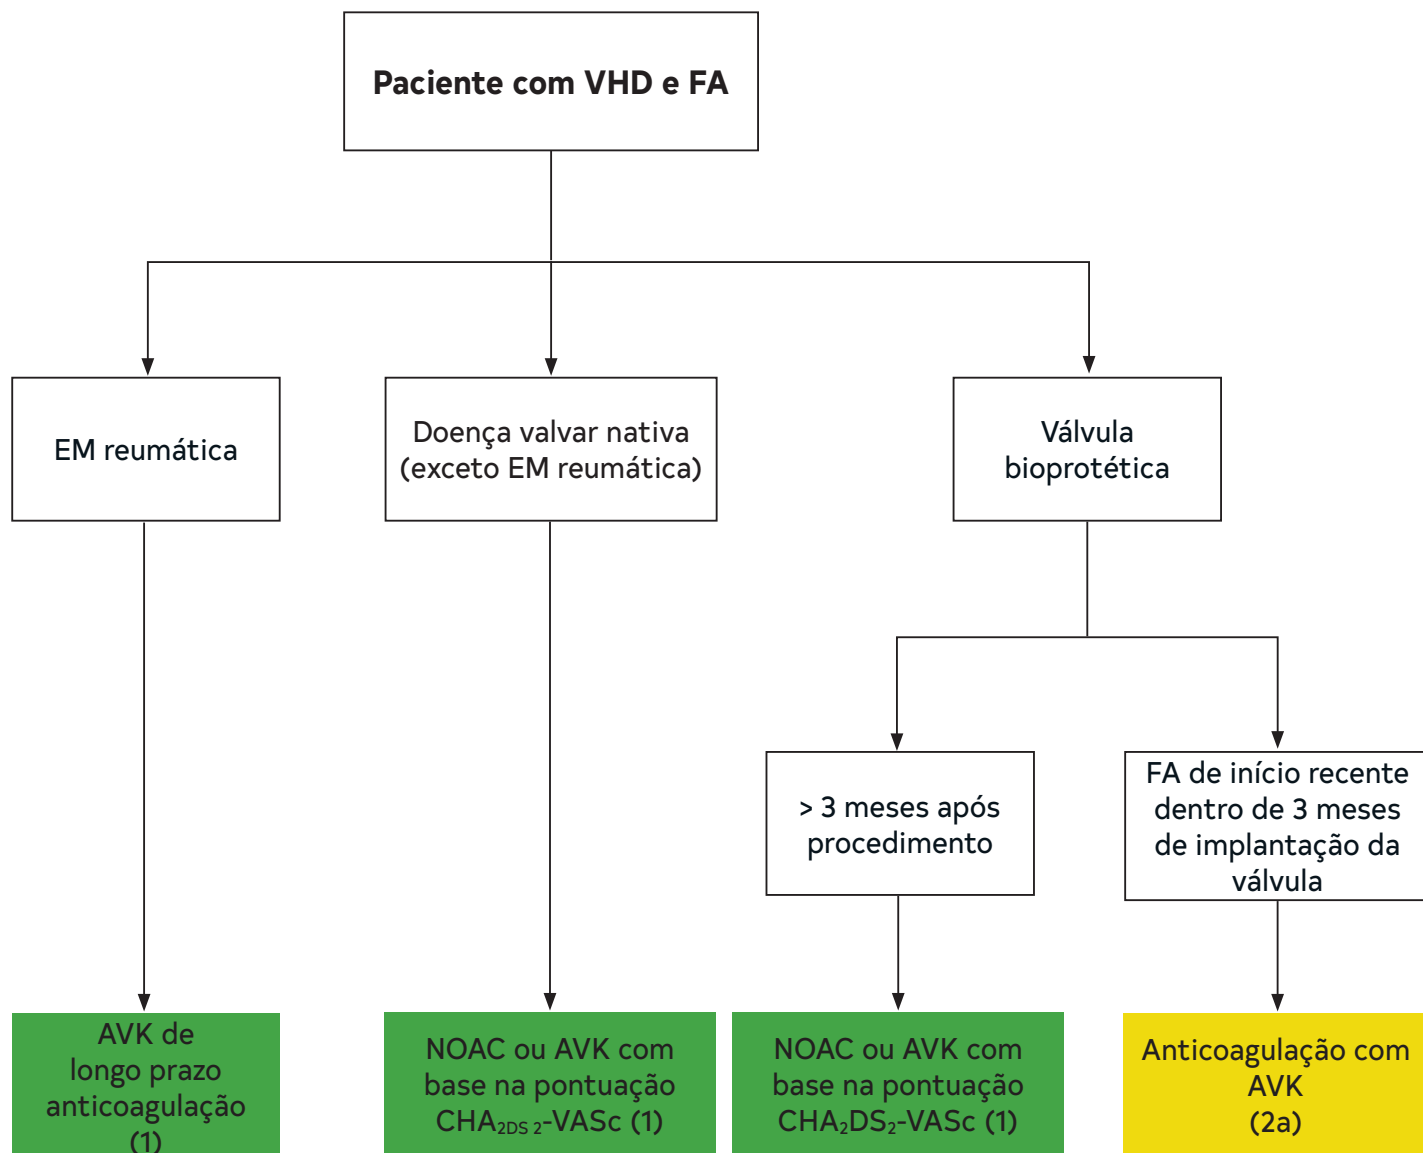 Paciente com VHD e FA
EM reumática
Doença valvar nativa
(exceto EM reumática)
Válvula
bioprotética
> 3 meses após
procedimento
FA de início recente
dentro de 3 meses
de implantação da
válvula
AVK de
longo prazo
anticoagulação
(1)
NOAC ou AVK com
base na pontuação
CHA₂DS ₂-VASc (1)
NOAC ou AVK com
base na pontuação
CHA₂DS₂-VASc (1)
Anticoagulação com
AVK
(2a)